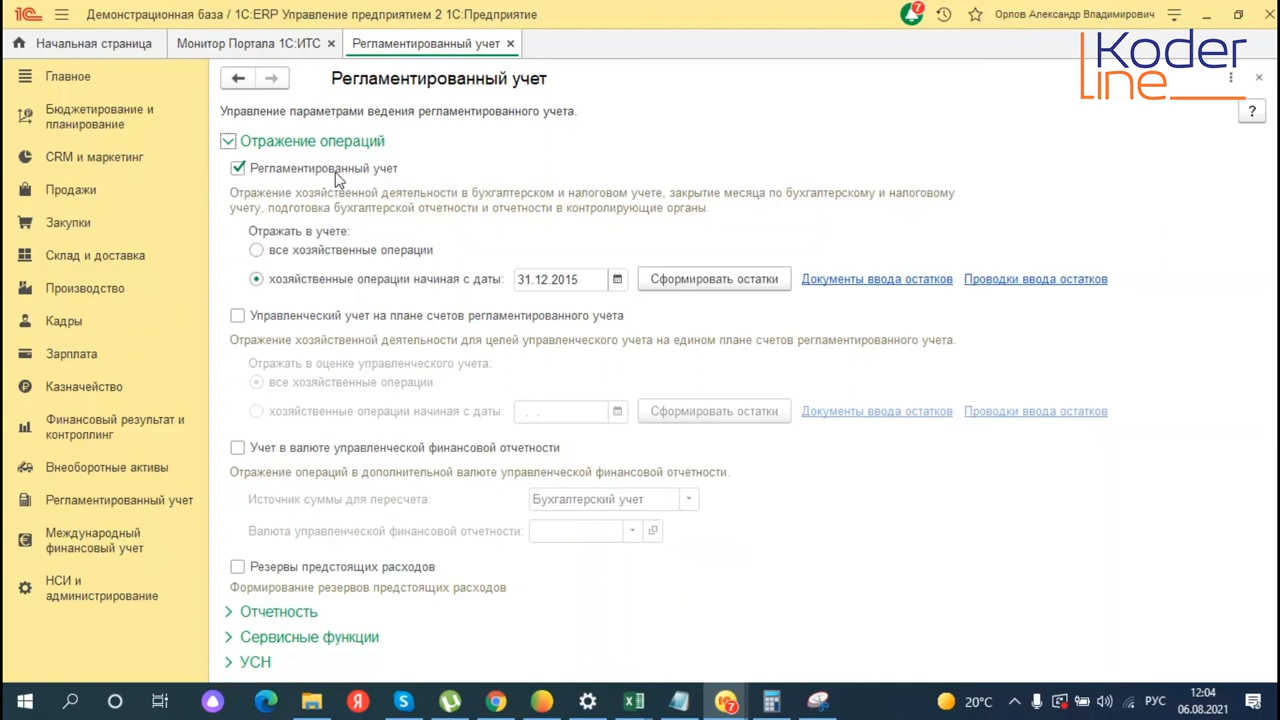 1С Демонстрационная база / 1С:ERP Управление предприятием 2 1С:Предприятие
7
Орлов Александр Владимирович
Начальная страница
Монитор Портала 1С:ИТС
Регламентированный учет
Koder
line
Главное
Бюджетирование и
планирование
CRM и маркетинг
Продажи
Закупки
Склад и доставка
Производство
Кадры
Зарплата
Казначейство
Финансовый результат и
контроллинг
Внеоборотные активы
Регламентированный учет
Международный
финансовый учет
НСИ и
администрирование
Регламентированный учет
?
Управление параметрами ведения регламентированного учета.
Отражение операций
Регламентированный учет
Отражение хозяйственной деятельности в бухгалтерском и налоговом учете, закрытие месяца по бухгалтерскому и налоговому
учету, подготовка бухгалтерской отчетности и отчетности в контролирующие органы.
Отражать в учете:
все хозяйственные операции
хозяйственные операции начиная с даты: 31.12.2015 Сформировать остатки Документы ввода остатков Проводки ввода остатков
Управленческий учет на плане счетов регламентированного учета
Отражение хозяйственной деятельности для целей управленческого учета на едином плане счетов регламентированного учета.
Отражать в оценке управленческого учета:
все хозяйственные операции
хозяйственные операции начиная с даты: . . Сформировать остатки Документы ввода остатков Проводки ввода остатков
Учет в валюте управленческой финансовой отчетности
Отражение операций в дополнительной валюте управленческой финансовой отчетности.
Источник суммы для пересчета: Бухгалтерский учет
Валюта управленческой финансовой отчетности:
Резервы предстоящих расходов
Формирование резервов предстоящих расходов
Отчетность
Сервисные функции
УСН
20°C
РУС
12:04
06.08.2021